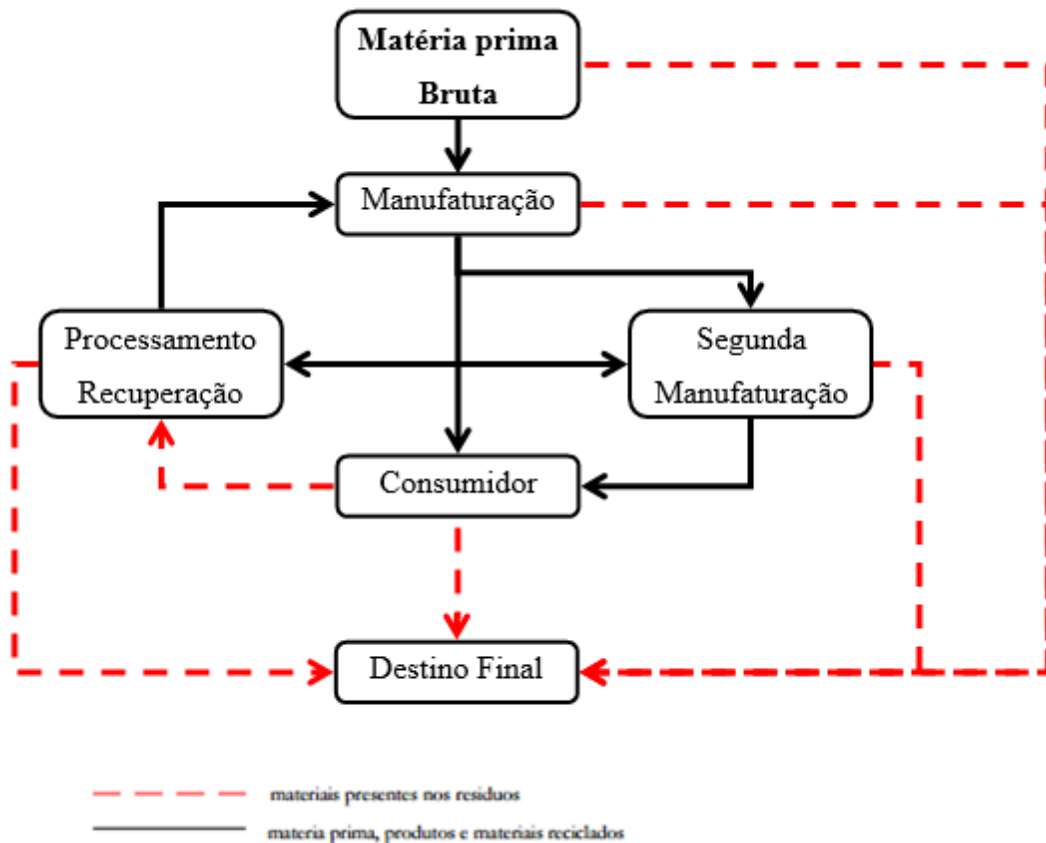 Matéria prima
Bruta
Manufaturação
Processamento
Recuperação
Segunda
Manufaturação
Consumidor
Destino Final
materiais presentes nos residuos
materia prima, produtos e materiais reciclados